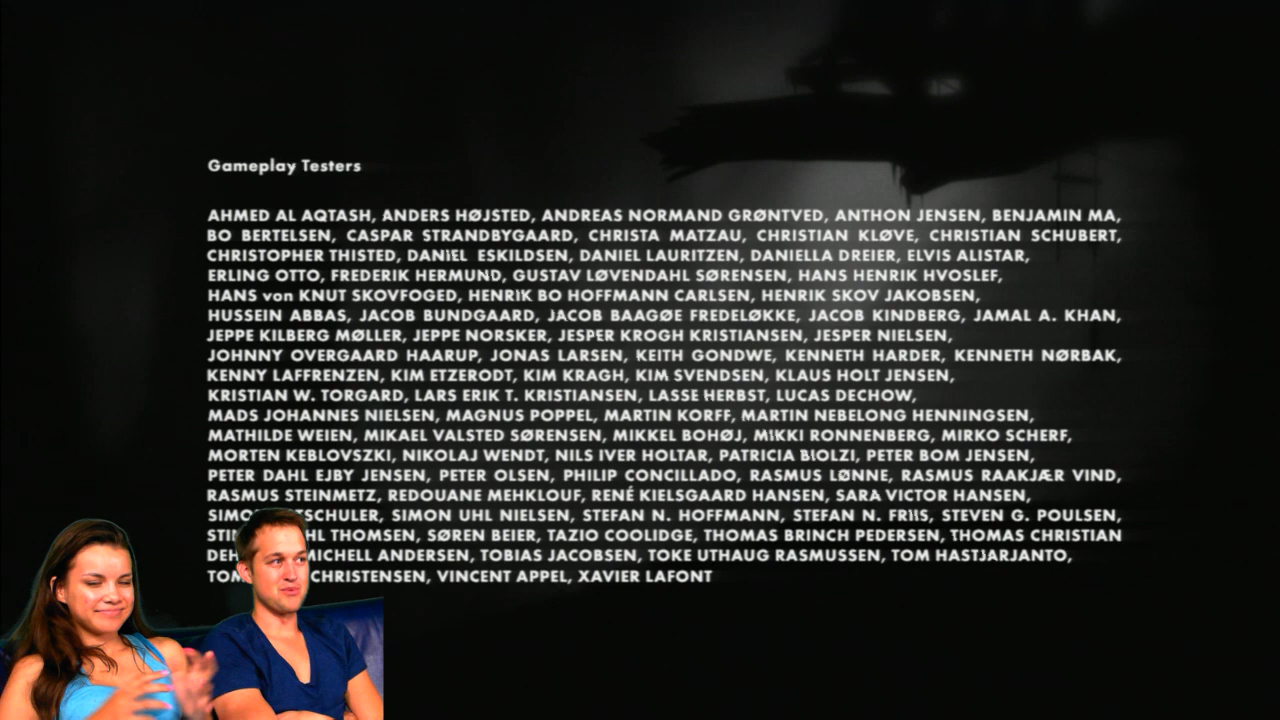 Gameplay Testers
AHMED AL AQTASH, ANDERS HØJSTED, ANDREAS NORMAND GRØNTVED, ANTHON JENSEN, BENJAMIN MA,
BO BERTELSEN, CASPAR STRANDBYGAARD, CHRISTA MATZAU, CHRISTIAN KLØVE, CHRISTIAN SCHUBERT,
CHRISTOPHER THISTED, DANIEL ESKILDSEN, DANIEL LAURITZEN, DANIELLA DREIER, ELVIS ALISTAR,
ERLING OTTO, FREDERIK HERMUND, GUSTAV LØVENDAHL SØRENSEN, HANS HENRIK HVOSLEF,
HANS von KNUT SKOVFOGED, HENRIK BO HOFFMANN CARLSEN, HENRIK SKOV JAKOBSEN,
HUSSEIN ABBAS, JACOB BUNDGAARD, JACOB BAAGØE FREDELØKKE, JACOB KINDBERG, JAMAL A. KHAN,
JEPPE KILBERG MØLLER, JEPPE NORSKER, JESPER KROGH KRISTIANSEN, JESPER NIELSEN,
JOHNNY OVERGAARD HAARUP, JONAS LARSEN, KEITH GONDWE, KENNETH HARDER, KENNETH NØRBAK,
KENNY LAFFRENZEN, KIM ETZERODT, KIM KRAGH, KIM SVENDSEN, KLAUS HOLT JENSEN,
KRISTIAN W. TORGARD, LARS ERIK T. KRISTIANSEN, LASSE HERBST, LUCAS DECHOW,
MADS JOHANNES NIELSEN, MAGNUS POPPEL, MARTIN KORFF, MARTIN NEBELONG HENNINGSEN,
MATHILDE WEIEN, MIKAEL VALSTED SØRENSEN, MIKKEL BOHØJ, MIKKI RONNENBERG, MIRKO SCHERF,
MORTEN KEBLOVSZKI, NIKOLAJ WENDT, NILS IVER HOLTAR, PATRICIA BIOLZI, PETER BOM JENSEN,
PETER DAHL EJBY JENSEN, PETER OLSEN, PHILIP CONCILLADO, RASMUS LØNNE, RASMUS RAAKJÆR VIND,
RASMUS STEINMETZ, REDOUANE MEHKLOUF, RENÉ KIELSGAARD HANSEN, SARA VICTOR HANSEN,
SIMON UHL NIELSEN, STEFAN N. HOFFMANN, STEFAN N. FRIIS, STEVEN G. POULSEN,
THOMSEN, SØREN BEIER, TAZIO COOLIDGE, THOMAS BRINCH PEDERSEN, THOMAS CHRISTIAN
MICHELL ANDERSEN, TOBIAS JACOBSEN, TOKE UTHAUG RASMUSSEN, TOM HASTJARJANTO,
CHRISTENSEN, VINCENT APPEL, XAVIER LAFONT